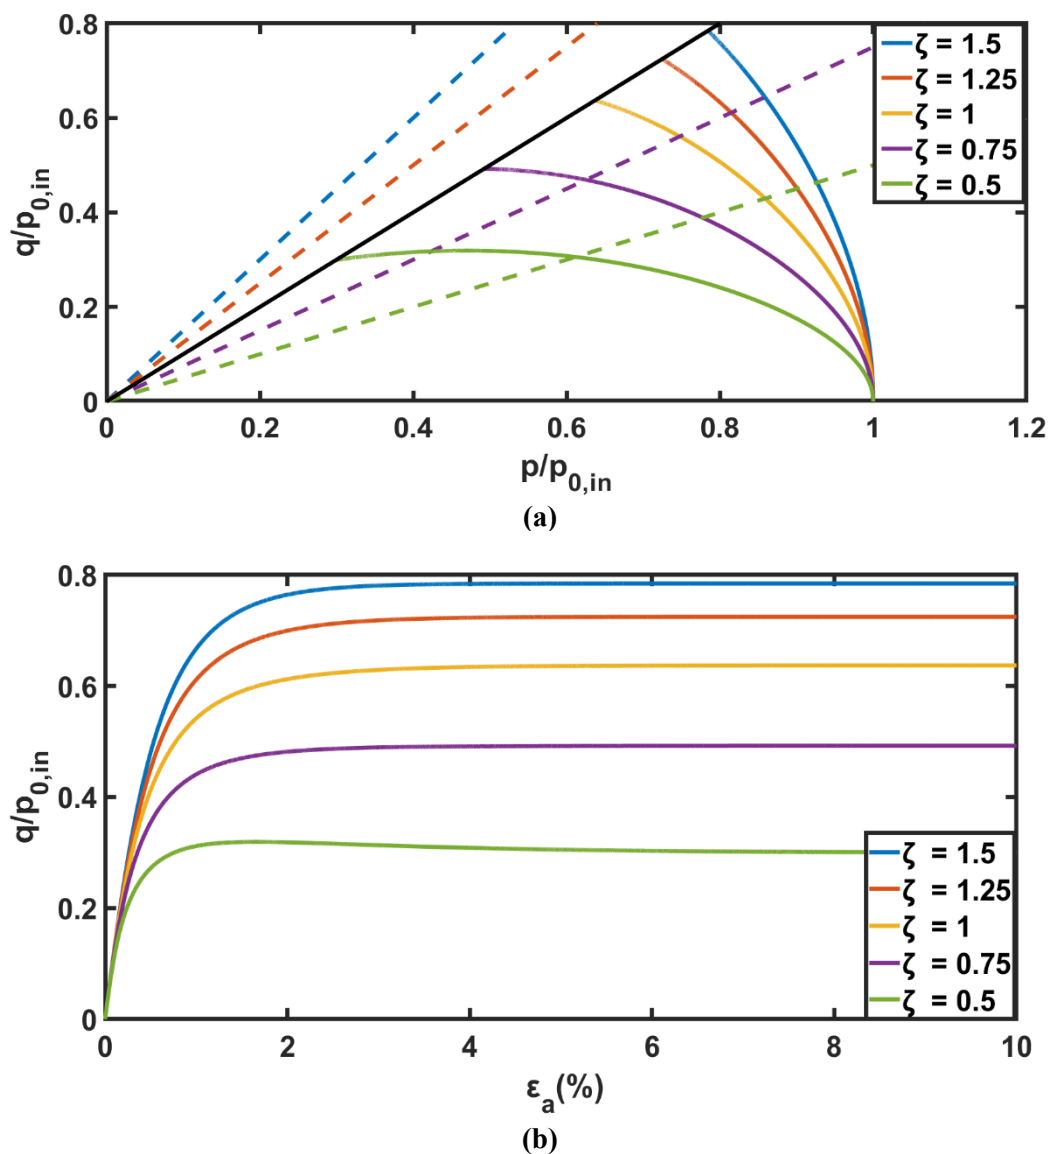 0.8
0.6
0.4
0.2
0
q/p0,in
ζ = 1.5
ζ = 1.25
ζ = 1
ζ = 0.75
ζ = 0.5
0 0.2 0.4 0.6 0.8 1 1.2
p/p0,in
(a)
0.8
0.6
0.4
0.2
0
q/p0,in
ζ = 1.5
ζ = 1.25
ζ = 1
ζ = 0.75
ζ = 0.5
0 2 4 6 8 10
εa(%)
(b)